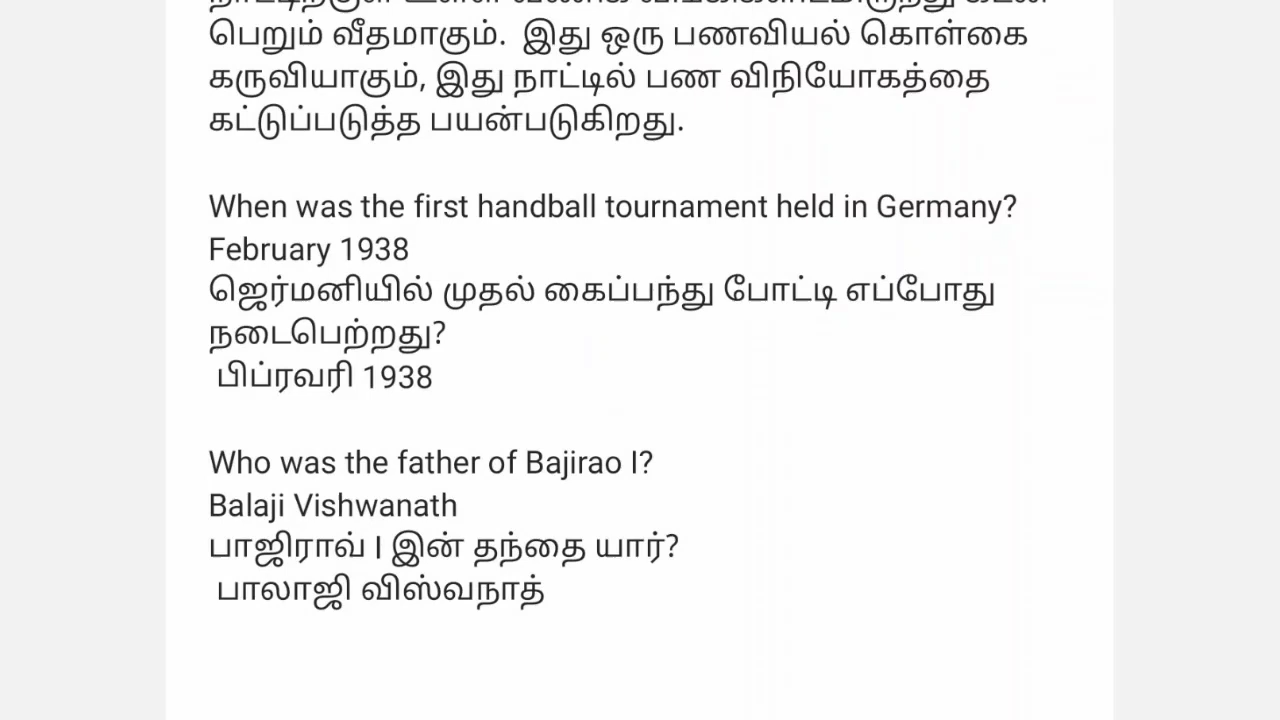 பெறும் வீதமாகும். இது ஒரு பணவியல் கொள்கை
கருவியாகும், இது நாட்டில் பண விநியோகத்தை
கட்டுப்படுத்த பயன்படுகிறது.
When was the first handball tournament held in Germany?
February 1938
ஜெர்மனியில் முதல் கைப்பந்து போட்டி எப்போது
நடைபெற்றது?
பிப்ரவரி 1938
Who was the father of Bajirao I?
Balaji Vishwanath
பாஜிராவ் I இன் தந்தை யார்?
பாலாஜி விஸ்வநாத்